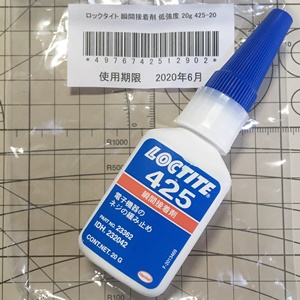 ロックタイト 瞬間接着剤 低強度 20g 425-20
*4976742512902*
使用期限 2020年6月
LOCTITE
425
瞬間接着剤
電子機器の
ネジの緩み止め
PART NO. 23362
IDH 232042
CONT.NET. 20 G
R1000
R500